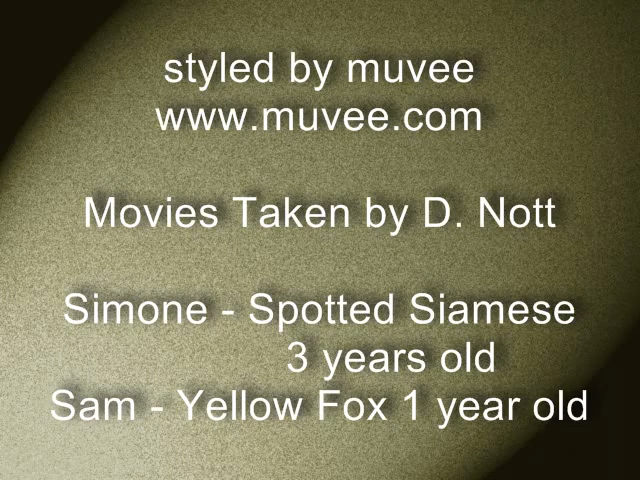 styled by muvee
www.muvee.com
Movies Taken by D. Nott
Simone - Spotted Siamese
3 years old
Sam - Yellow Fox 1 year old